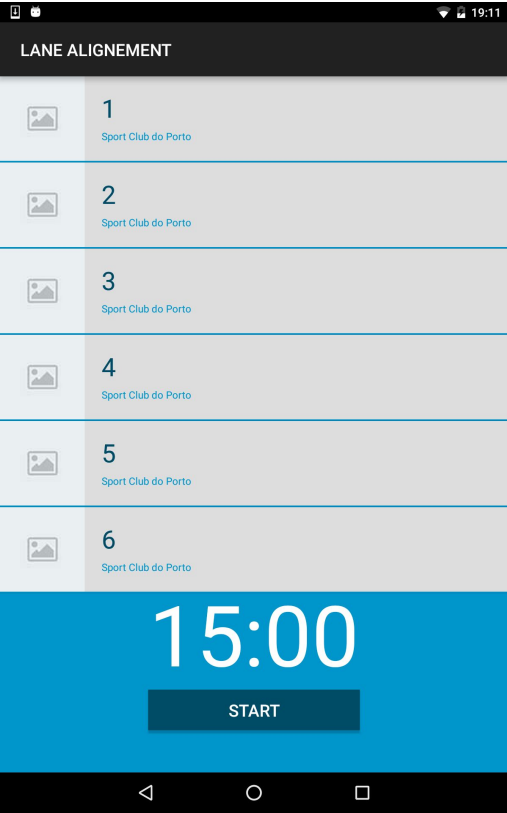 19:11
LANE ALIGNEMENT
1
Sport Club do Porto
2
Sport Club do Porto
3
Sport Club do Porto
4
Sport Club do Porto
5
Sport Club do Porto
6
Sport Club do Porto
15:00
START